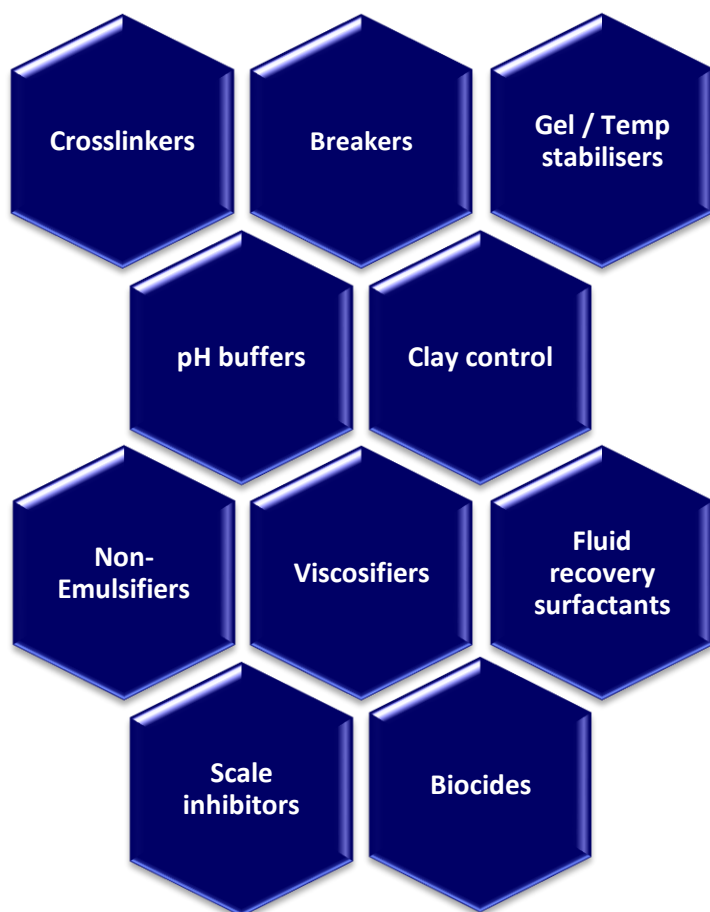 Crosslinkers
Breakers
Gel / Temp
stabilisers
pH buffers
Clay control
Non-
Emulsifiers
Viscosifiers
Fluid
recovery
surfactants
Scale
inhibitors
Biocides